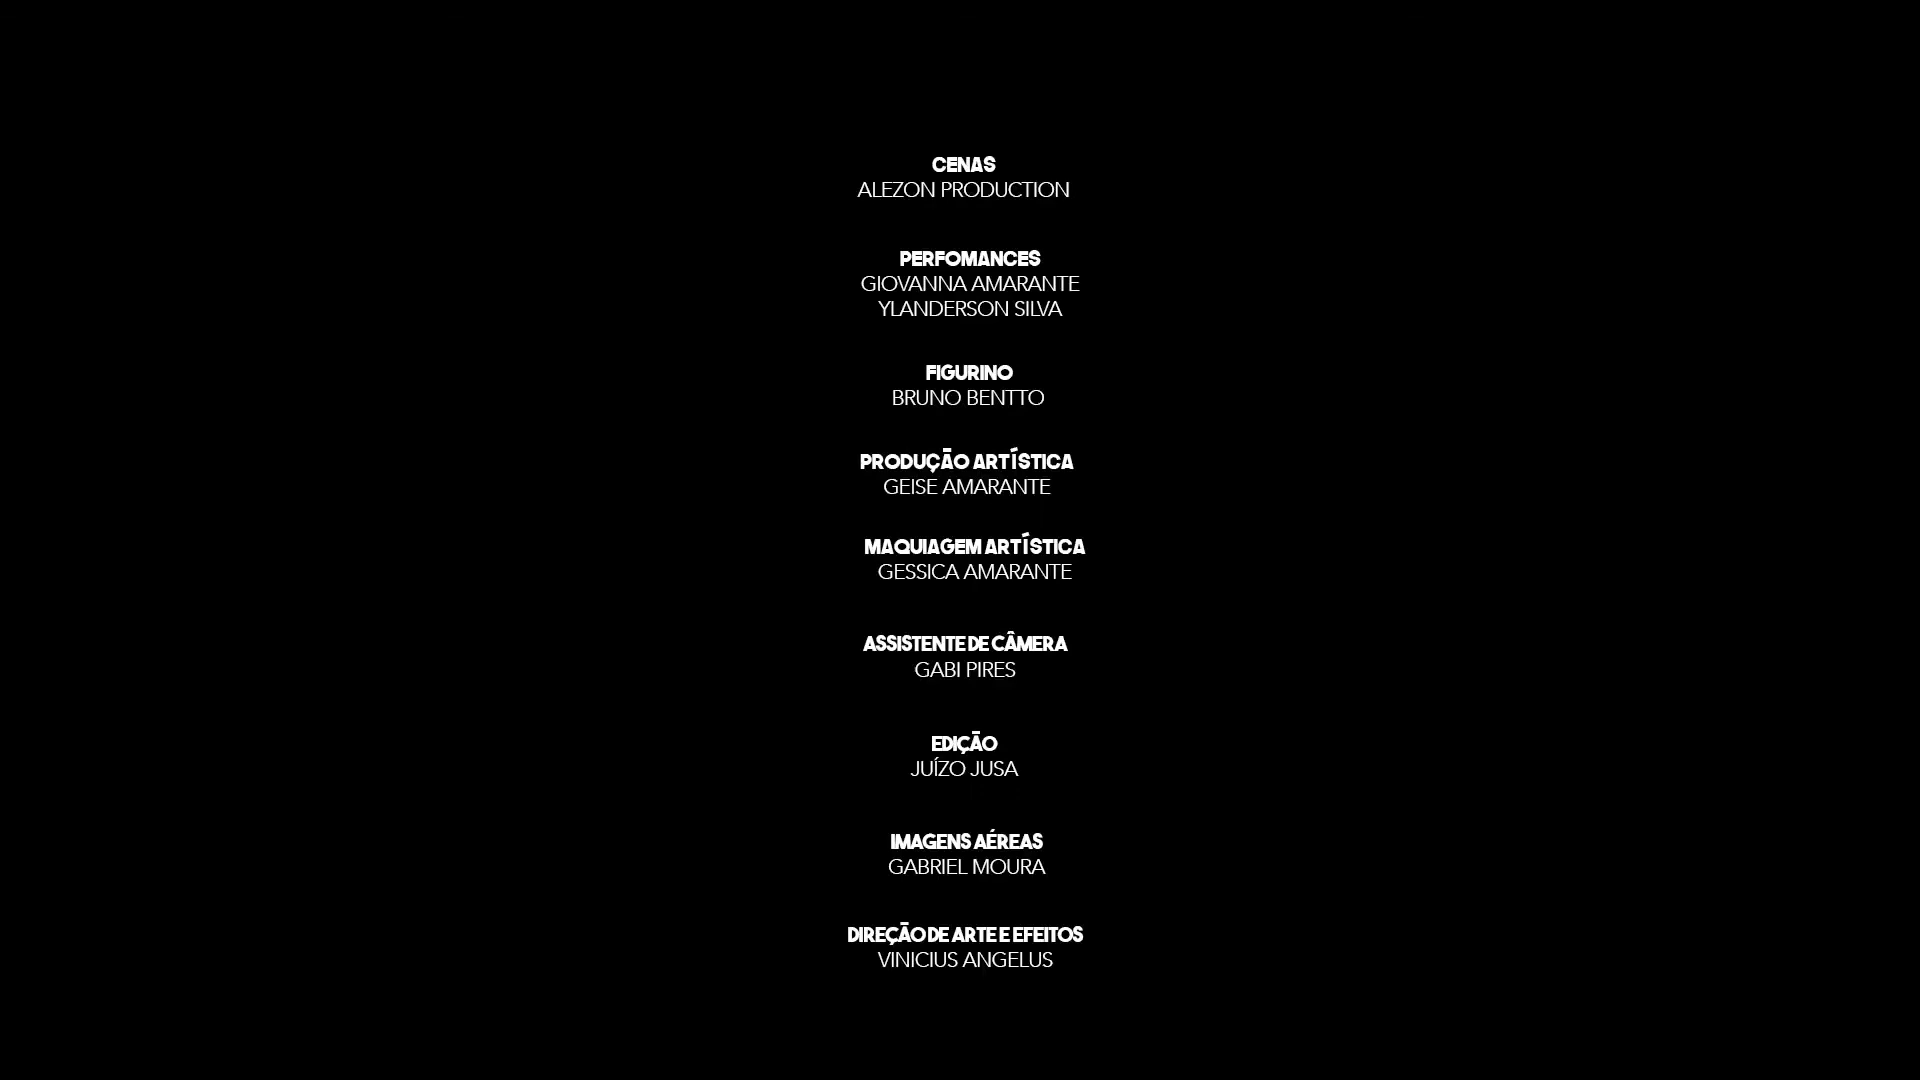 CENAS
ALEZON PRODUCTION
PERFOMANCES
GIOVANNA AMARANTE
YLANDERSON SILVA
FIGURINO
BRUNO BENTTO
PRODUÇÃO ARTÍSTICA
GEISE AMARANTE
MAQUIAGEM ARTÍSTICA
GESSICA AMARANTE
ASSISTENTE DE CÂMERA
GABI PIRES
EDIÇÃO
JUÍZO JUSA
IMAGENS AÉREAS
GABRIEL MOURA
DIREÇÃO DE ARTE E EFEITOS
VINICIUS ANGELUS